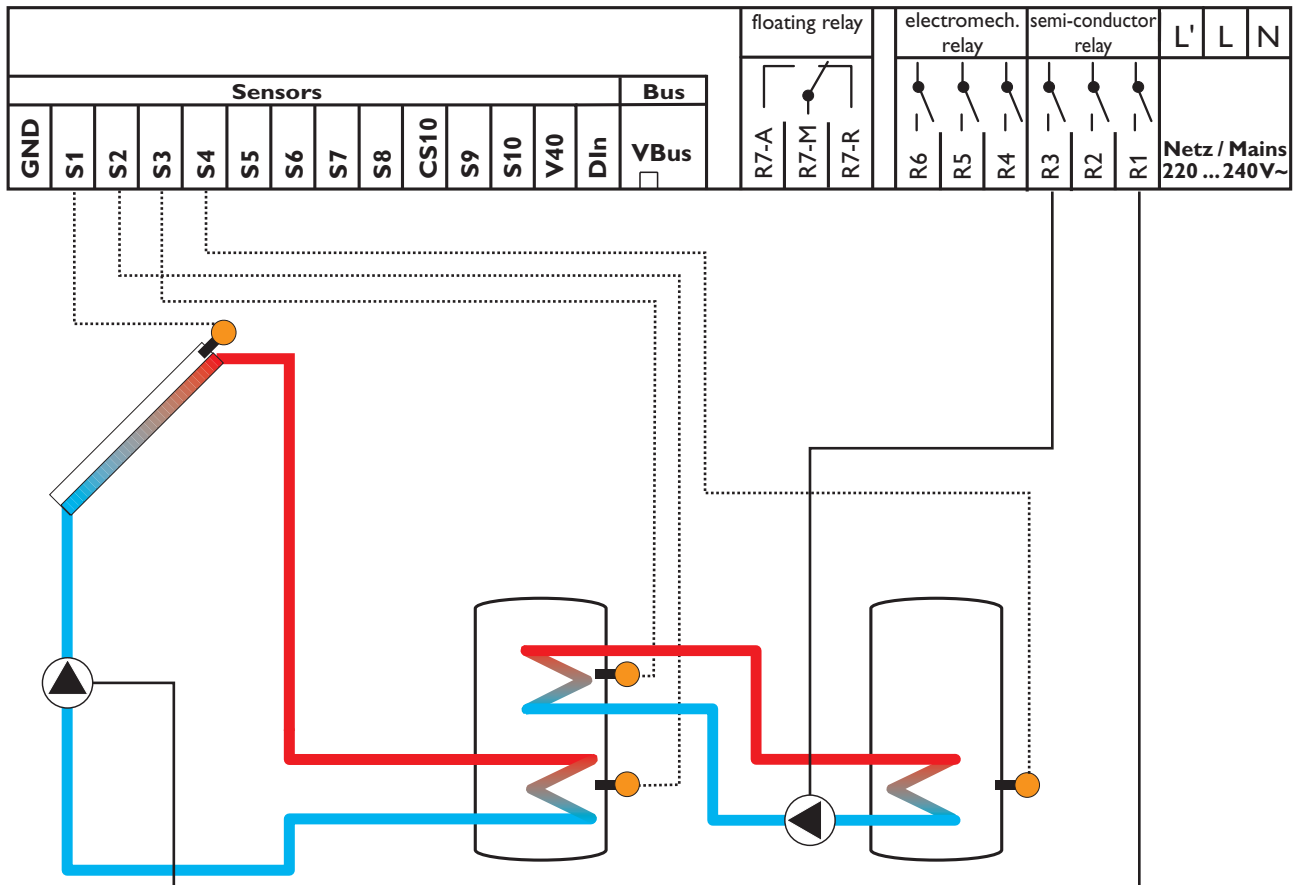 floating relay
electromech.
relay
semi-conductor
relay
L'
L
N
Sensors
Bus
GND
S1
S2
S3
S4
S5
S6
S7
S8
CS10
S9
S10
V40
DIn
VBus
R7-A
R7-M
R7-R
R6
R5
R4
R3
R2
R1
Netz / Mains
220 ... 240V~